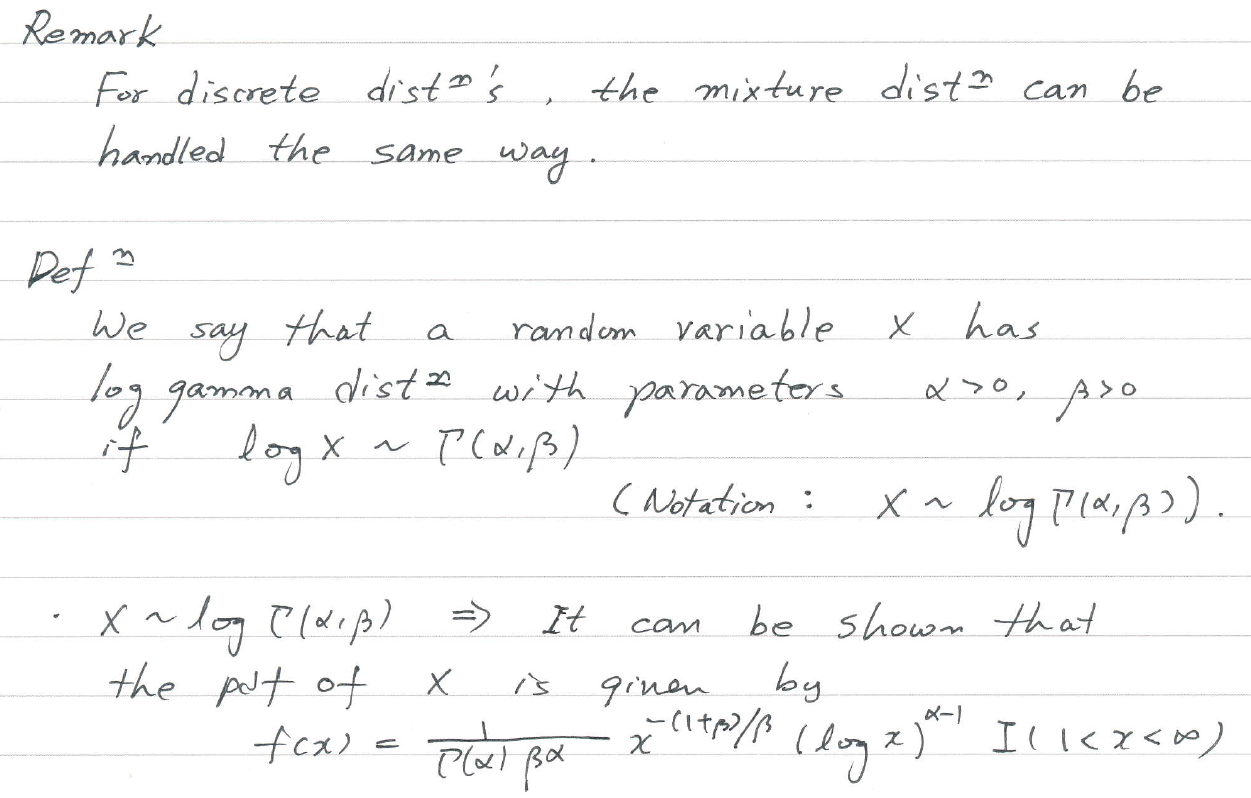 Remark
For discrete distⁿ's, the mixture distⁿ can be
handled the same way.
Defⁿ
We say that a random variable X has
log gamma distⁿ with parameters α>0, β>0
if log X ~ Γ(α,β)
(Notation : X ~ log Γ(α,β)).
· X ~ log Γ(α,β) ⇒ It can be shown that
the pdf of X is given by
f(x) = 1/(Γ(α) β^α) x^{-(1+β)/β} (log x)^{α-1} I(1<x<∞)